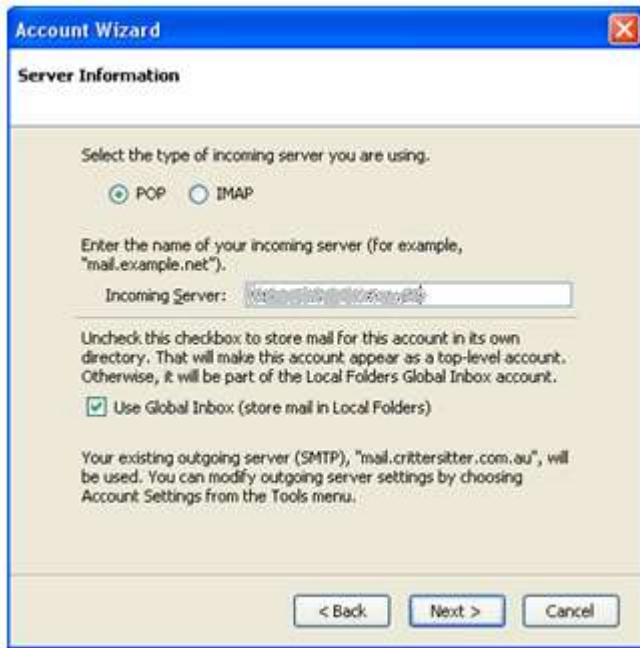 Account Wizard
Server Information
Select the type of incoming server you are using.
POP IMAP
Enter the name of your incoming server (for example,
"mail.example.net").
Incoming Server:
Uncheck this checkbox to store mail for this account in its own
directory. That will make this account appear as a top-level account.
Otherwise, it will be part of the Local Folders Global Inbox account.
Use Global Inbox (store mail in Local Folders)
Your existing outgoing server (SMTP), "mail.crittersitter.com.au", will
be used. You can modify outgoing server settings by choosing
Account Settings from the Tools menu.
< Back Next > Cancel